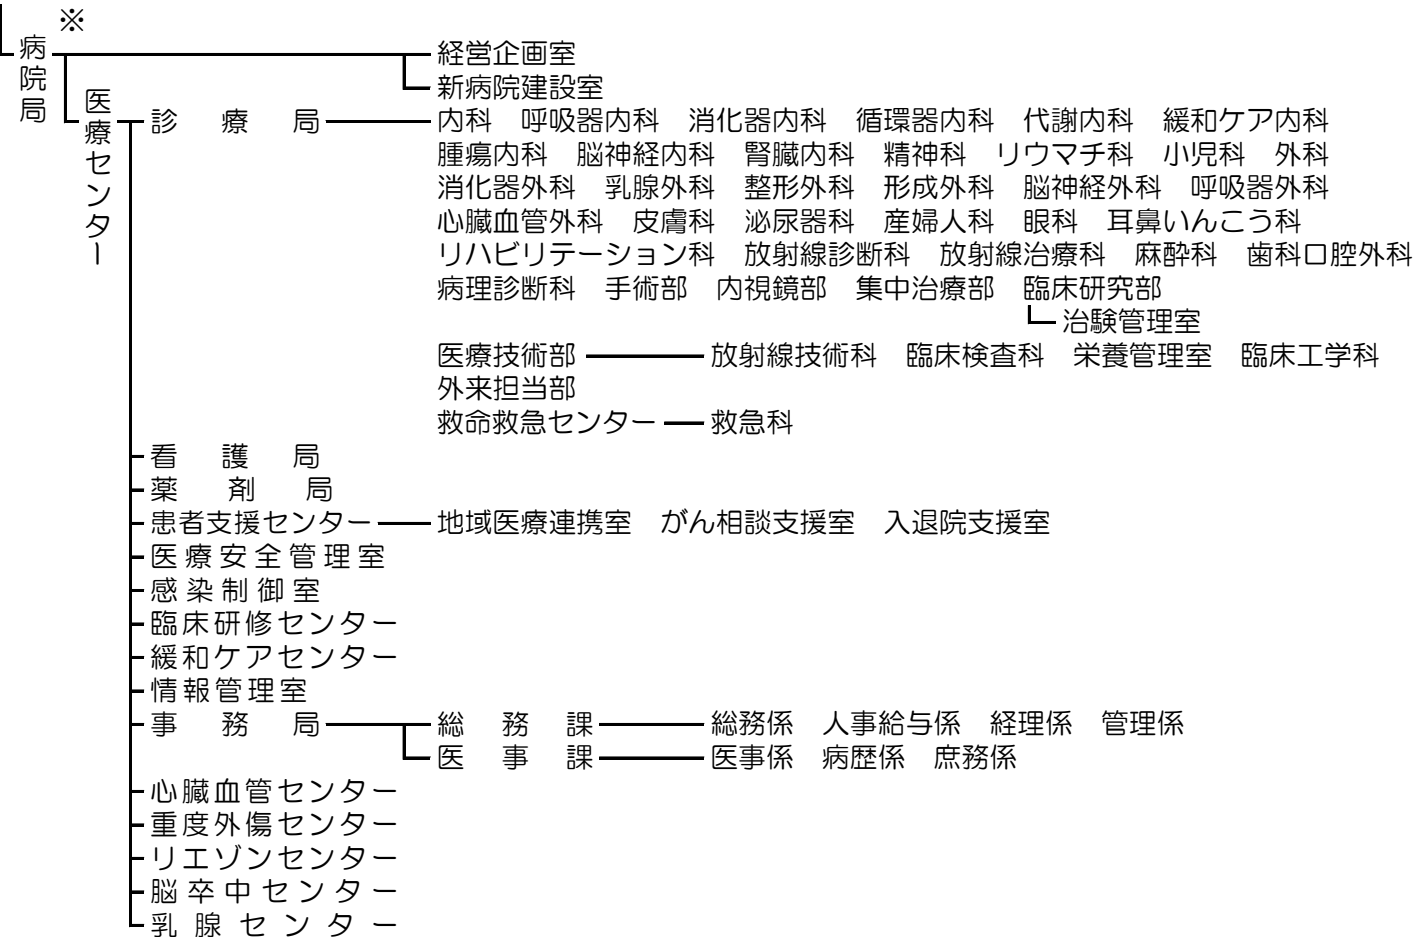 ※
病院局 経営企画室
新病院建設室
医療センター 診療局 内科 呼吸器内科 消化器内科 循環器内科 代謝内科 緩和ケア内科
腫瘍内科 脳神経内科 腎臓内科 精神科 リウマチ科 小児科 外科
消化器外科 乳腺外科 整形外科 形成外科 脳神経外科 呼吸器外科
心臓血管外科 皮膚科 泌尿器科 産婦人科 眼科 耳鼻いんこう科
リハビリテーション科 放射線診断科 放射線治療科 麻酔科 歯科口腔外科
病理診断科 手術部 内視鏡部 集中治療部 臨床研究部
治験管理室
医療技術部 放射線技術科 臨床検査科 栄養管理室 臨床工学科
外来担当部
救命救急センター 救急科
看護局
薬剤局
患者支援センター 地域医療連携室 がん相談支援室 入退院支援室
医療安全管理室
感染制御室
臨床研修センター
緩和ケアセンター
情報管理室
事務局 総務課 総務係 人事給与係 経理係 管理係
医事課 医事係 病歴係 庶務係
心臓血管センター
重度外傷センター
リエゾンセンター
脳卒中センター
乳腺センター